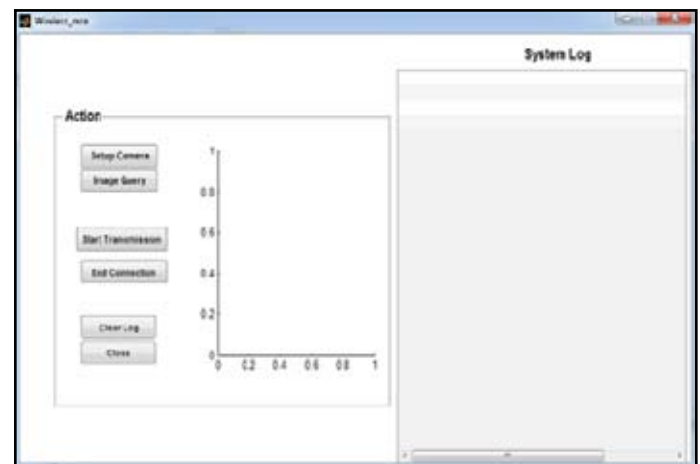 System Log
Action
Setup Camera
Image Query
Start Transmission
End Connection
Clear Log
Close
1
0.8
0.6
0.4
0.2
0
0 0.2 0.4 0.6 0.8 1